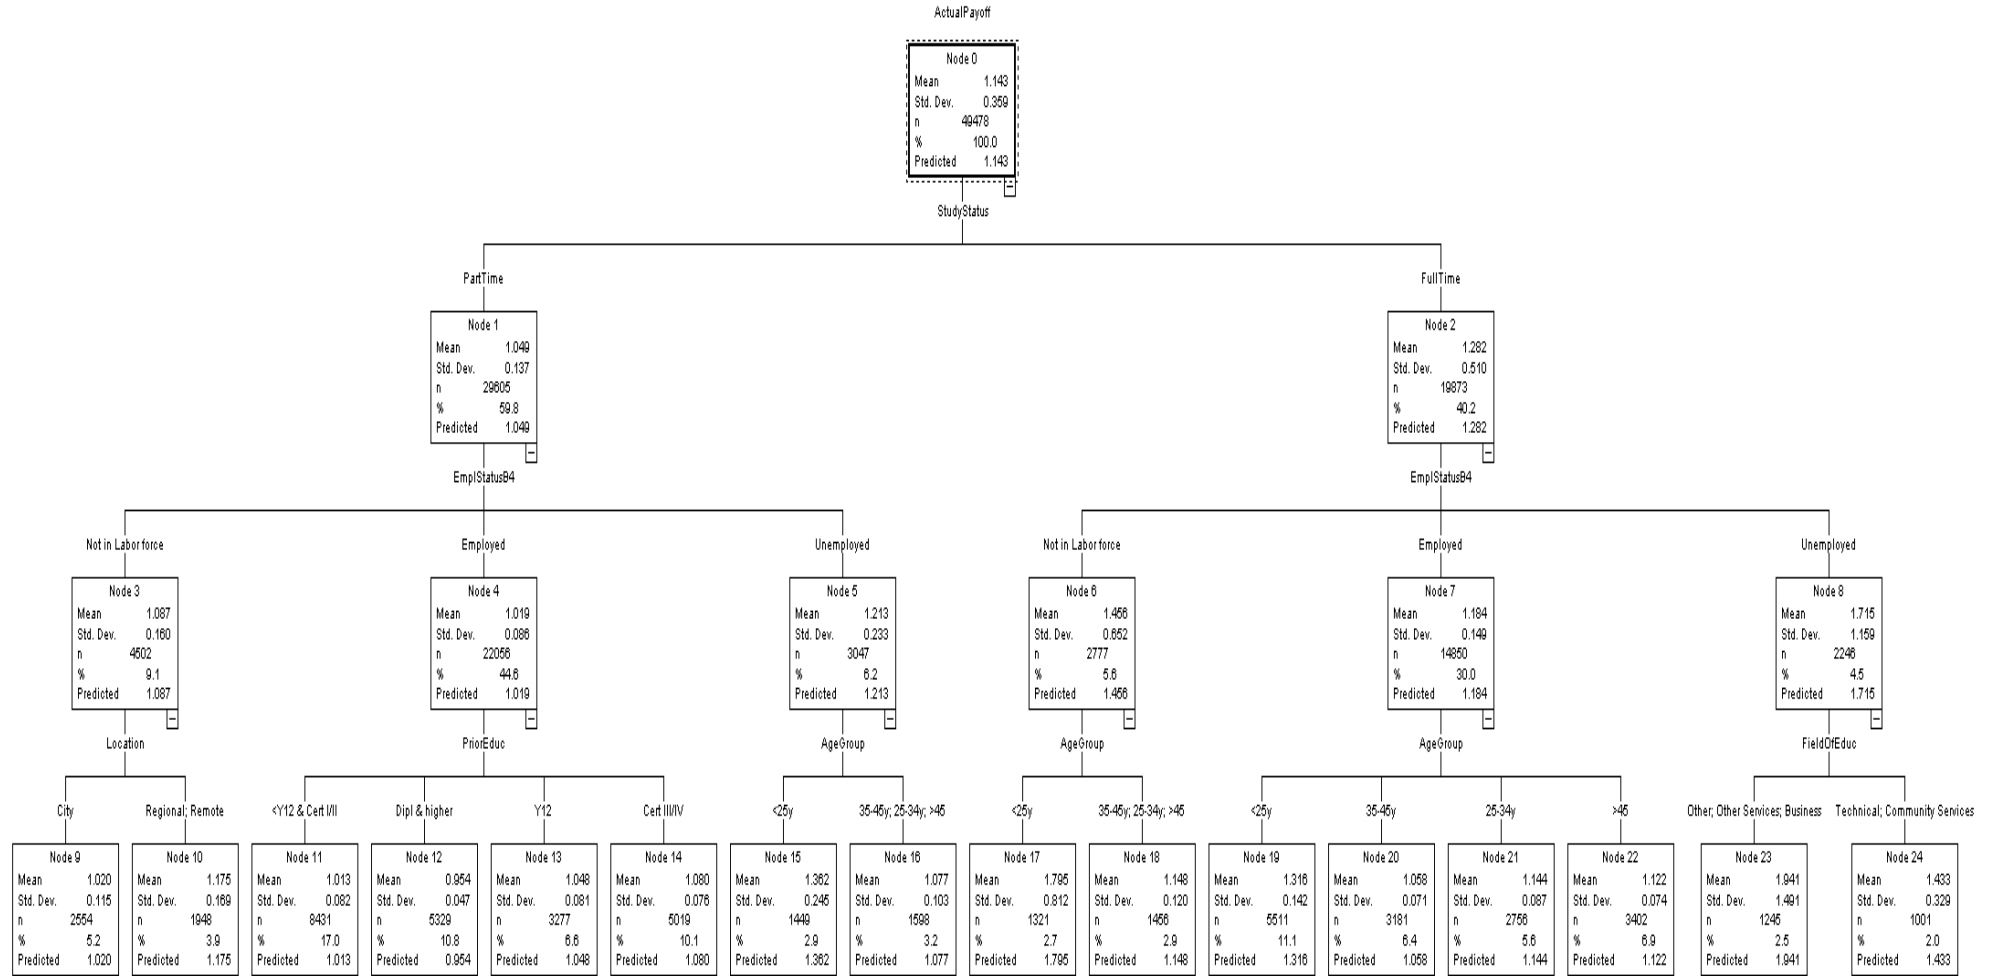 ActualPayoff
Node 0
Mean 1.143
Std. Dev. 0.359
n 49478
% 100.0
Predicted 1.143
StudyStatus
PartTime
FullTime
Node 1
Mean 1.049
Std. Dev. 0.137
n 29605
% 59.8
Predicted 1.049
Node 2
Mean 1.282
Std. Dev. 0.510
n 19873
% 40.2
Predicted 1.282
EmplStatusB4
EmplStatusB4
Not in Labor force
Employed
Unemployed
Not in Labor force
Employed
Unemployed
Node 3
Mean 1.087
Std. Dev. 0.160
n 4502
% 9.1
Predicted 1.087
Node 4
Mean 1.019
Std. Dev. 0.086
n 22056
% 44.6
Predicted 1.019
Node 5
Mean 1.213
Std. Dev. 0.233
n 3047
% 6.2
Predicted 1.213
Node 6
Mean 1.456
Std. Dev. 0.652
n 2777
% 5.6
Predicted 1.456
Node 7
Mean 1.184
Std. Dev. 0.149
n 14850
% 30.0
Predicted 1.184
Node 8
Mean 1.715
Std. Dev. 1.159
n 2246
% 4.5
Predicted 1.715
Location
PriorEduc
AgeGroup
AgeGroup
AgeGroup
FieldOfEduc
City
Regional; Remote
<Y12 & Cert I/II
Dipl & higher
Y12
Cert III/IV
<25y
35-45y; 25-34y; >45
<25y
35-45y; 25-34y; >45
<25y
35-45y
25-34y
>45
Other; Other Services; Business
Technical; Community Services
Node 9
Mean 1.020
Std. Dev. 0.115
n 2554
% 5.2
Predicted 1.020
Node 10
Mean 1.175
Std. Dev. 0.169
n 1948
% 3.9
Predicted 1.175
Node 11
Mean 1.013
Std. Dev. 0.082
n 8431
% 17.0
Predicted 1.013
Node 12
Mean 0.954
Std. Dev. 0.047
n 5329
% 10.8
Predicted 0.954
Node 13
Mean 1.048
Std. Dev. 0.081
n 3277
% 6.6
Predicted 1.048
Node 14
Mean 1.080
Std. Dev. 0.076
n 5019
% 10.1
Predicted 1.080
Node 15
Mean 1.362
Std. Dev. 0.245
n 1449
% 2.9
Predicted 1.362
Node 16
Mean 1.077
Std. Dev. 0.103
n 1598
% 3.2
Predicted 1.077
Node 17
Mean 1.795
Std. Dev. 0.812
n 1321
% 2.7
Predicted 1.795
Node 18
Mean 1.148
Std. Dev. 0.120
n 1456
% 2.9
Predicted 1.148
Node 19
Mean 1.316
Std. Dev. 0.142
n 5511
% 11.1
Predicted 1.316
Node 20
Mean 1.058
Std. Dev. 0.071
n 3181
% 6.4
Predicted 1.058
Node 21
Mean 1.144
Std. Dev. 0.087
n 2756
% 5.6
Predicted 1.144
Node 22
Mean 1.122
Std. Dev. 0.074
n 3402
% 6.9
Predicted 1.122
Node 23
Mean 1.941
Std. Dev. 1.491
n 1245
% 2.5
Predicted 1.941
Node 24
Mean 1.433
Std. Dev. 0.329
n 1001
% 2.0
Predicted 1.433